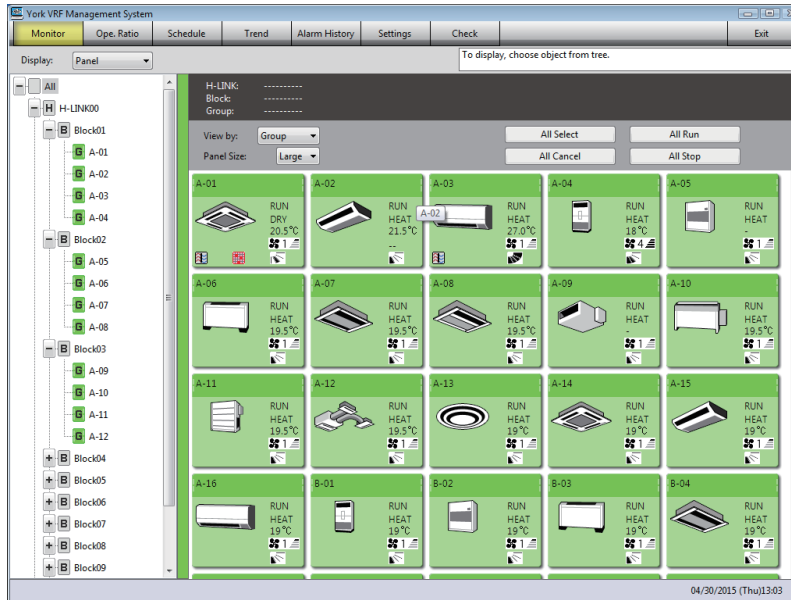 York VRF Management System
Monitor Ope. Ratio Schedule Trend Alarm History Settings Check Exit
Display: Panel
To display, choose object from tree.
All
H H-LINK00
B Block01
G A-01
G A-02
G A-03
G A-04
B Block02
G A-05
G A-06
G A-07
G A-08
B Block03
G A-09
G A-10
G A-11
G A-12
B Block04
B Block05
B Block06
B Block07
B Block08
B Block09
H-LINK: ----------
Block: ----------
Group: ----------
View by: Group
Panel Size: Large
All Select All Run
All Cancel All Stop
A-01
RUN
DRY
20.5°C
1
A-02
RUN
HEAT
21.5°C
--
A-02
A-03
RUN
HEAT
27.0°C
1
A-04
RUN
HEAT
18°C
4
A-05
RUN
HEAT
-
1
A-06
RUN
HEAT
19.5°C
1
A-07
RUN
HEAT
19.5°C
1
A-08
RUN
HEAT
19.5°C
1
A-09
RUN
HEAT
-
1
A-10
RUN
HEAT
19.5°C
1
A-11
RUN
HEAT
19.5°C
1
A-12
RUN
HEAT
19.5°C
1
A-13
RUN
HEAT
19°C
1
A-14
RUN
HEAT
19°C
1
A-15
RUN
HEAT
19°C
1
A-16
RUN
HEAT
19°C
1
B-01
RUN
HEAT
19°C
1
B-02
RUN
HEAT
19°C
1
B-03
RUN
HEAT
19°C
1
B-04
RUN
HEAT
19°C
1
04/30/2015 (Thu)13:03